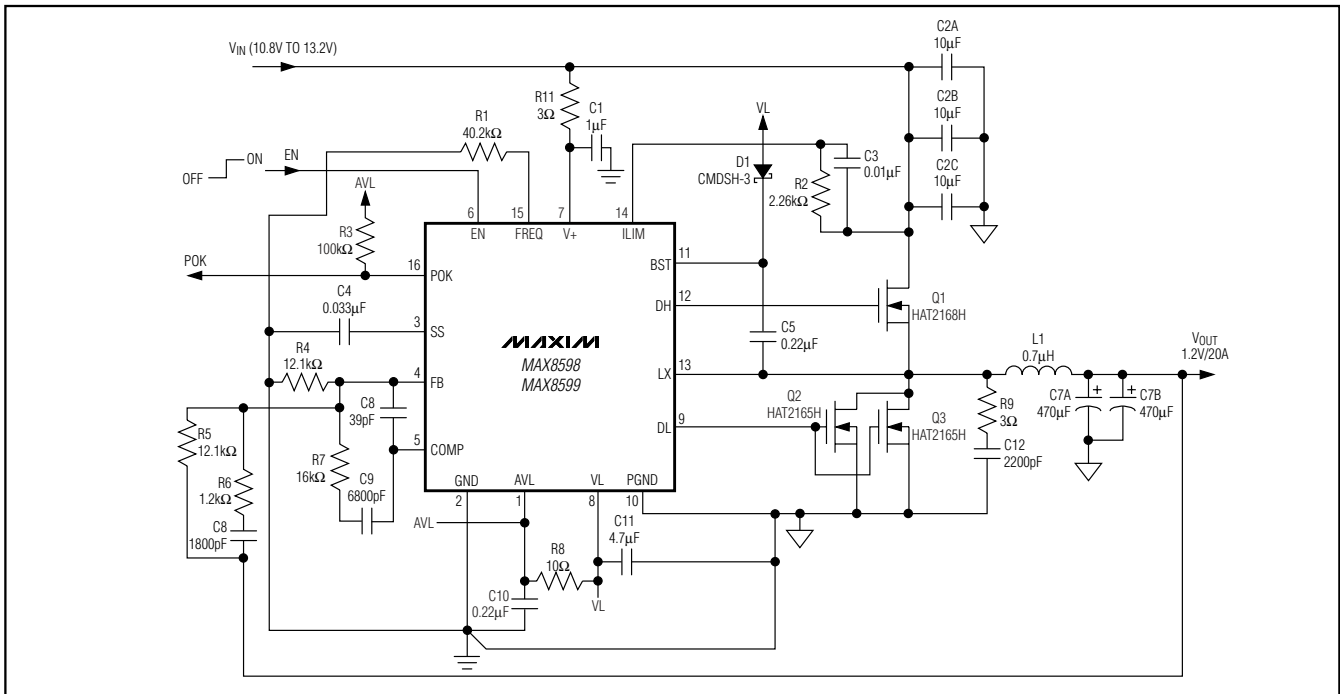 C2A
10µF
V_IN (10.8V TO 13.2V)
R11
3Ω
C1
1µF
VL
C2B
10µF
R1
40.2kΩ
OFF
ON
EN
D1
CMDSH-3
C3
0.01µF
R2
2.26kΩ
C2C
10µF
AVL
R3
100kΩ
6
15
7
14
EN
FREQ
V+
ILIM
POK
16
POK
11
BST
C4
0.033µF
3
SS
12
DH
Q1
HAT2168H
MAXIM
MAX8598
MAX8599
C5
0.22µF
R4
12.1kΩ
4
FB
13
LX
L1
0.7µH
V_OUT
1.2V/20A
C8
39pF
Q2
HAT2165H
Q3
HAT2165H
C7A
470µF
+
+
C7B
470µF
R9
3Ω
9
DL
R5
12.1kΩ
5
COMP
R7
16kΩ
C12
2200pF
R6
1.2kΩ
C9
6800pF
GND
AVL
VL
PGND
2
1
8
10
C8
1800pF
AVL
C11
4.7µF
R8
10Ω
C10
0.22µF
VL